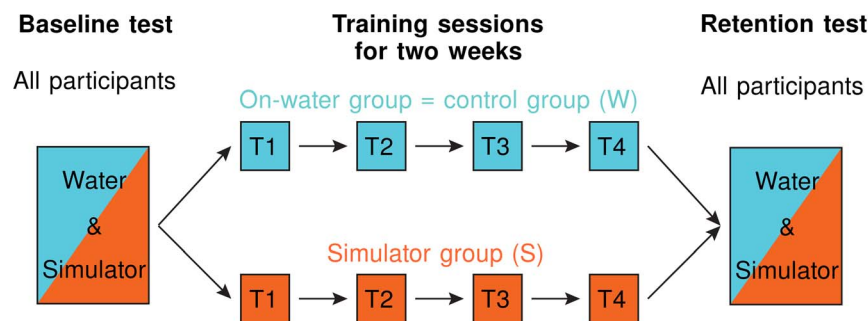 Baseline test
All participants
Water
&
Simulator
Training sessions
for two weeks
On-water group = control group (W)
T1
T2
T3
T4
Simulator group (S)
T1
T2
T3
T4
Retention test
All participants
Water
&
Simulator